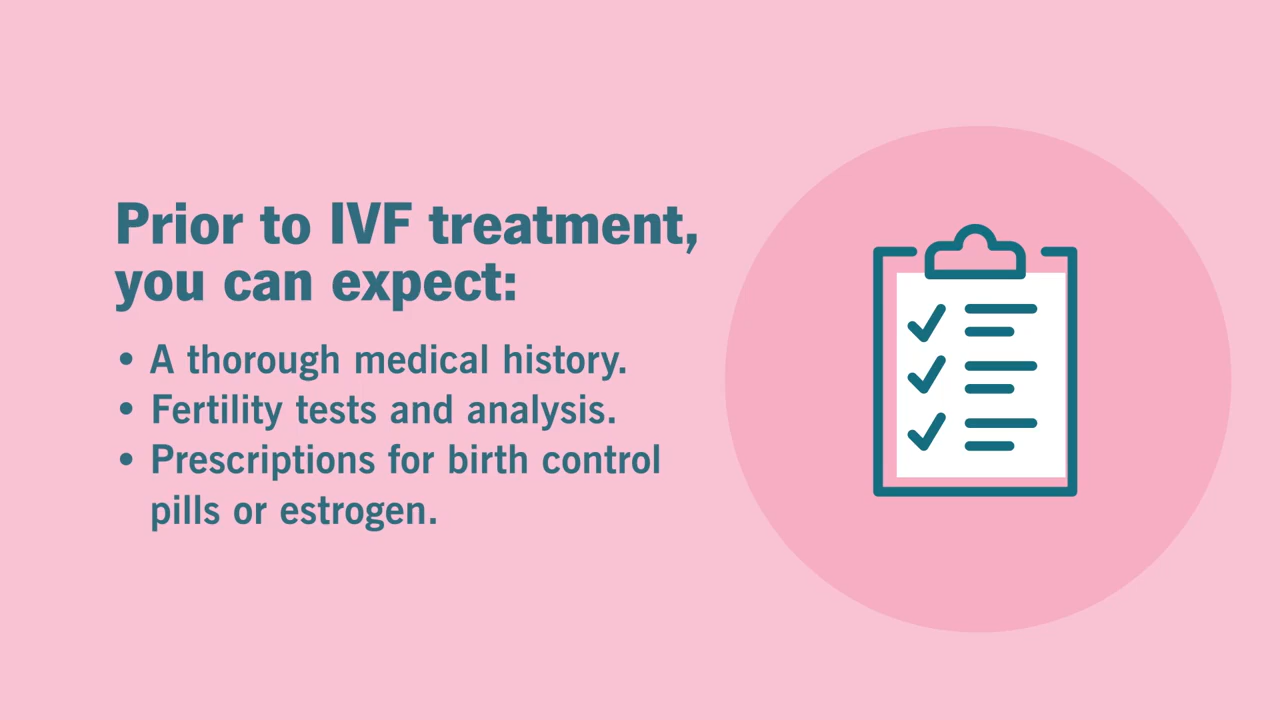 Prior to IVF treatment,
you can expect:
• A thorough medical history.
• Fertility tests and analysis.
• Prescriptions for birth control
pills or estrogen.